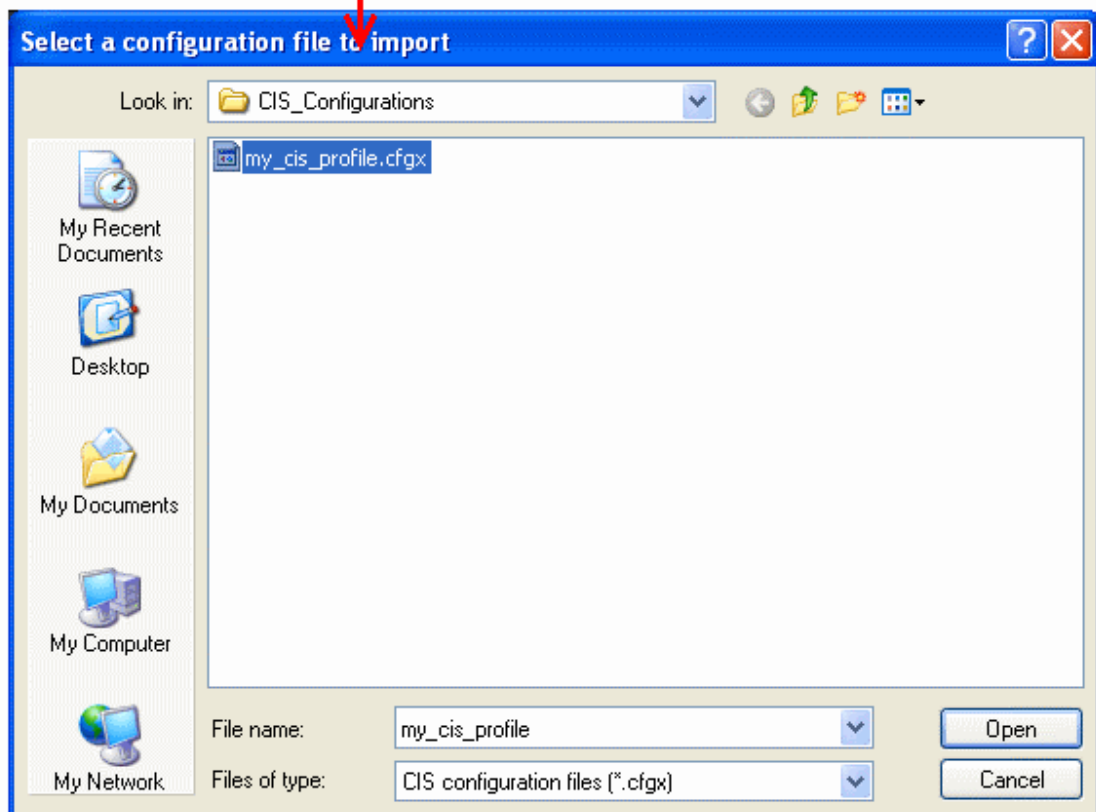 Select a configuration file to import
Look in: CIS_Configurations
my_cis_profile.cfgx
My Recent
Documents
Desktop
My Documents
My Computer
My Network
File name: my_cis_profile Open
Files of type: CIS configuration files (*.cfgx) Cancel